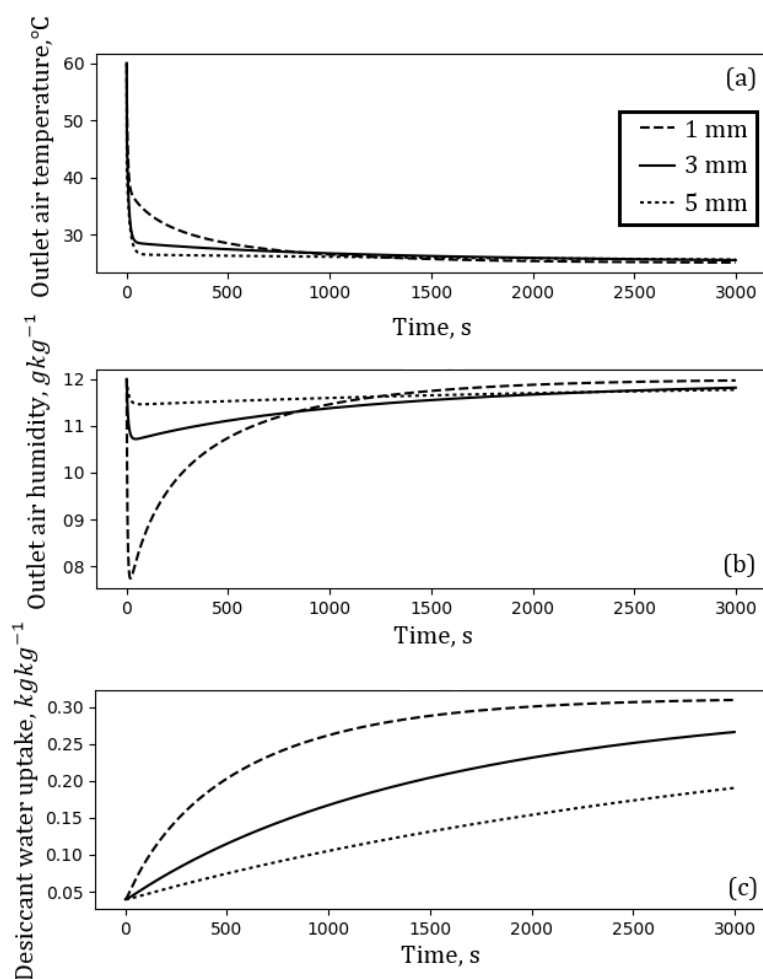 Outlet air temperature,°C
60
50
40
30
(a)
1 mm
3 mm
5 mm
0 500 1000 1500 2000 2500 3000
Time, s
Outlet air humidity, gkg⁻¹
12
11
10
09
08
(b)
0 500 1000 1500 2000 2500 3000
Time, s
Desiccant water uptake, kgkg⁻¹
0.30
0.25
0.20
0.15
0.10
0.05
(c)
0 500 1000 1500 2000 2500 3000
Time, s